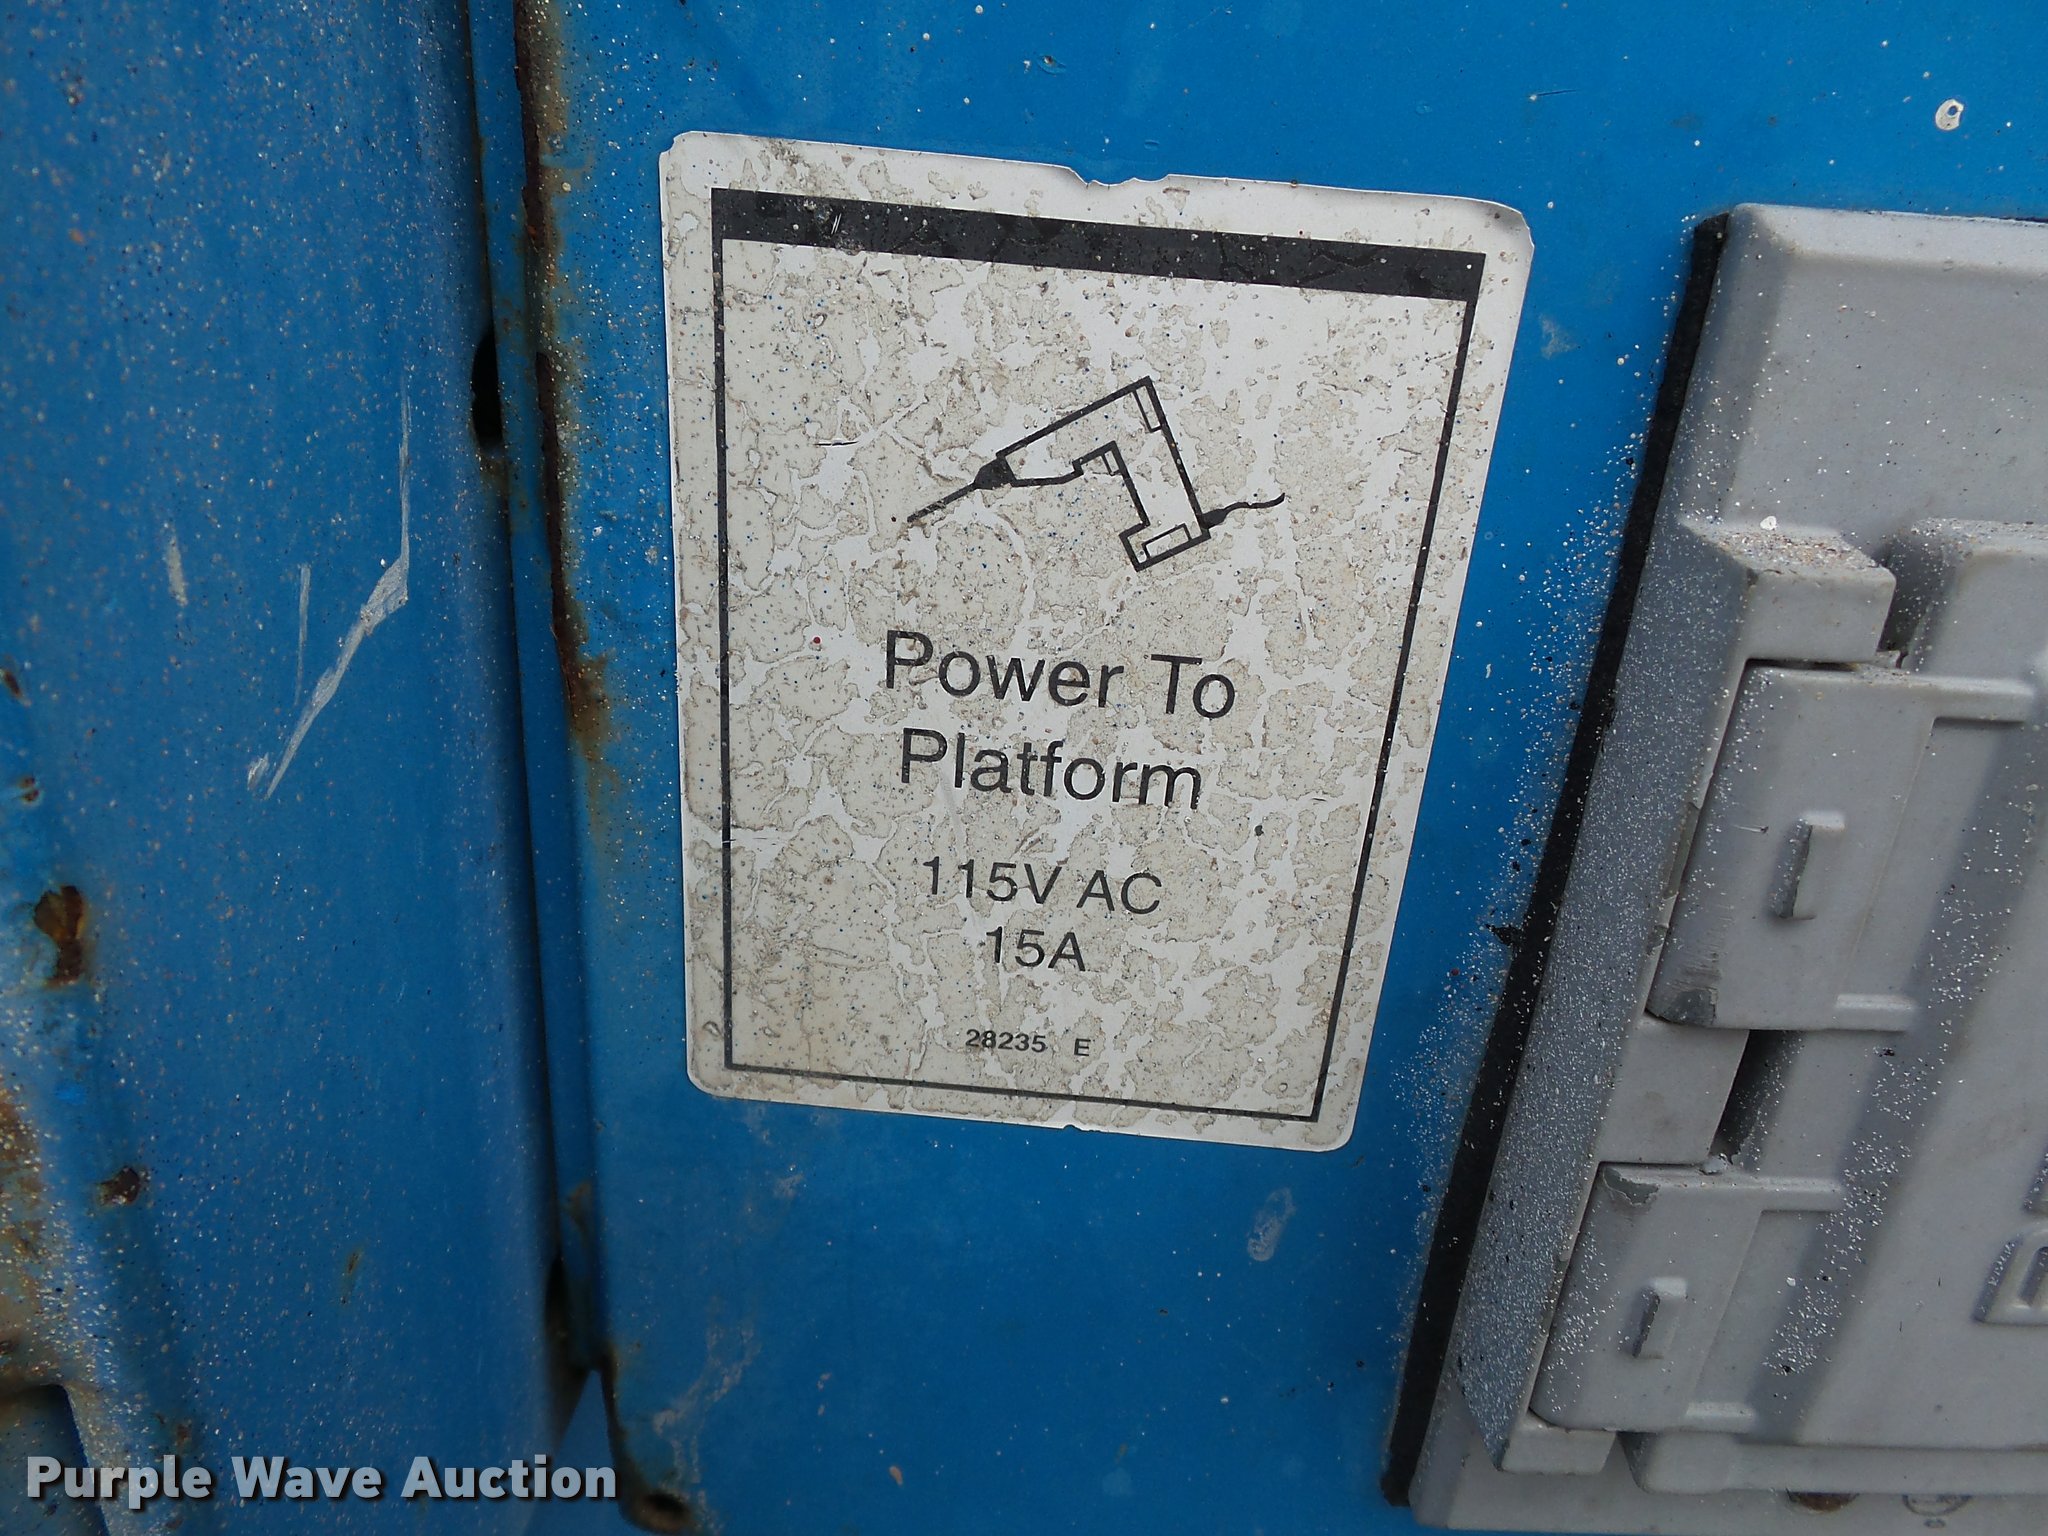 Power To
Platform
115V AC
15A
28235 E
Purple Wave Auction